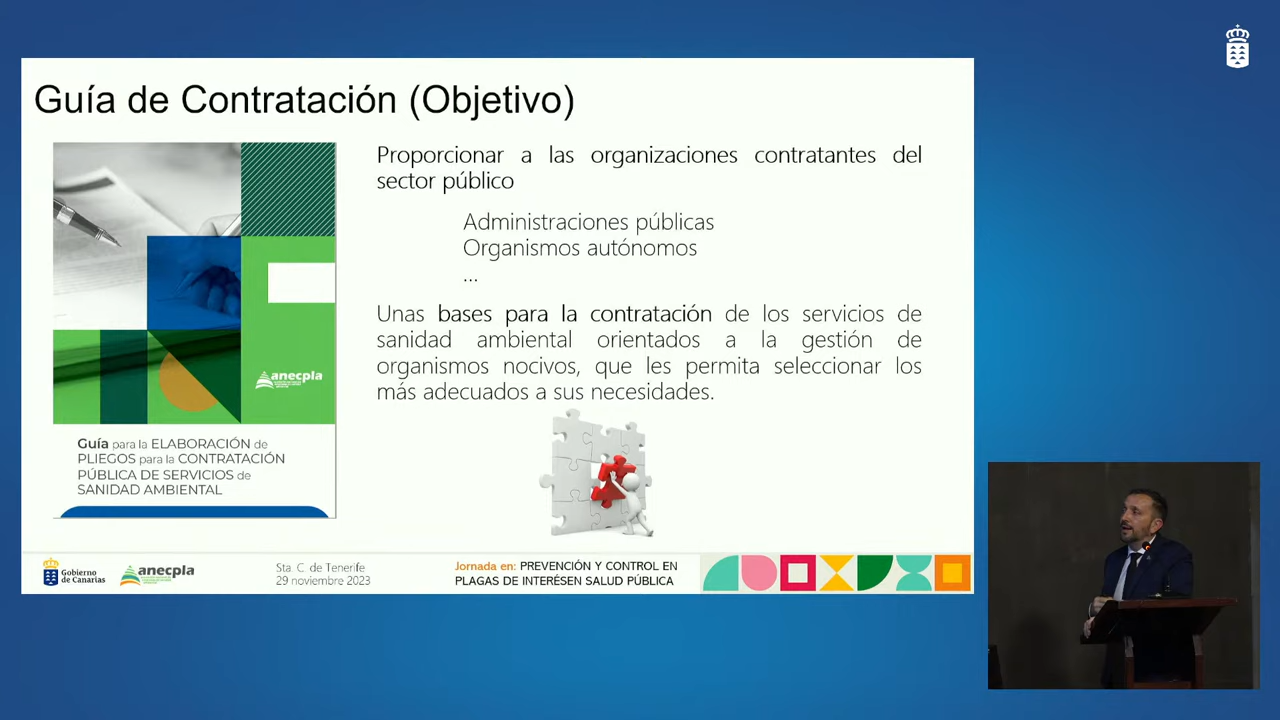 Guía de Contratación (Objetivo)
Proporcionar a las organizaciones contratantes del
sector público
Administraciones públicas
Organismos autónomos
...
Unas bases para la contratación de los servicios de
sanidad ambiental orientados a la gestión de
organismos nocivos, que les permita seleccionar los
más adecuados a sus necesidades.
anecpla
Guía para la ELABORACIÓN de
PLIEGOS para la CONTRATACIÓN
PÚBLICA DE SERVICIOS de
SANIDAD AMBIENTAL
Gobierno
de Canarias
anecpla
Sta C de Tenerife
29 noviembre 2023
Jornada en: PREVENCIÓN Y CONTROL EN
PLAGAS DE INTERÉSEN SALUD PÚBLICA